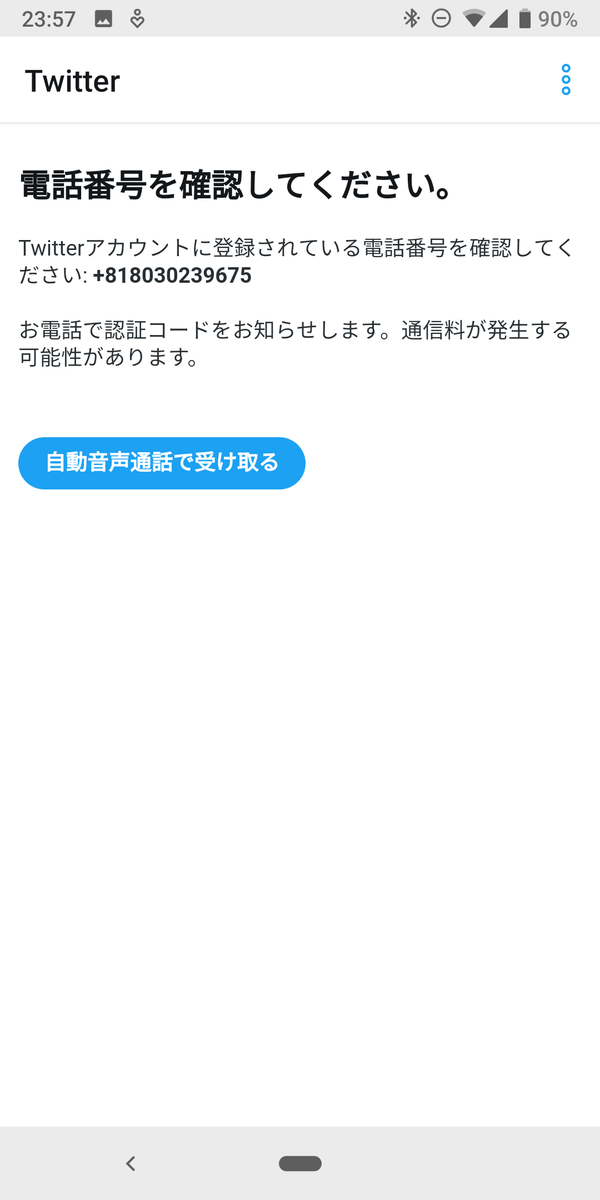 23:57
90%
Twitter
電話番号を確認してください。
Twitterアカウントに登録されている電話番号を確認してく
ださい: +818030239675
お電話で認証コードをお知らせします。通信料が発生する
可能性があります。
自動音声通話で受け取る